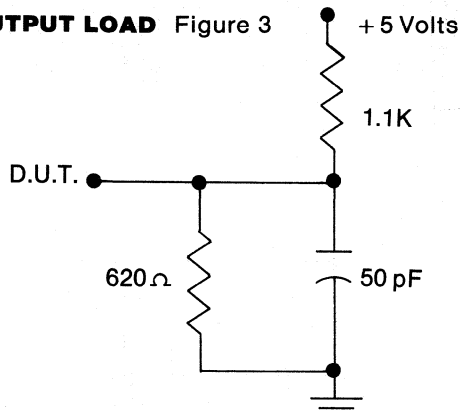 UTPUT LOAD Figure 3
+ 5 Volts
1.1K
D.U.T.
620Ω
50 pF